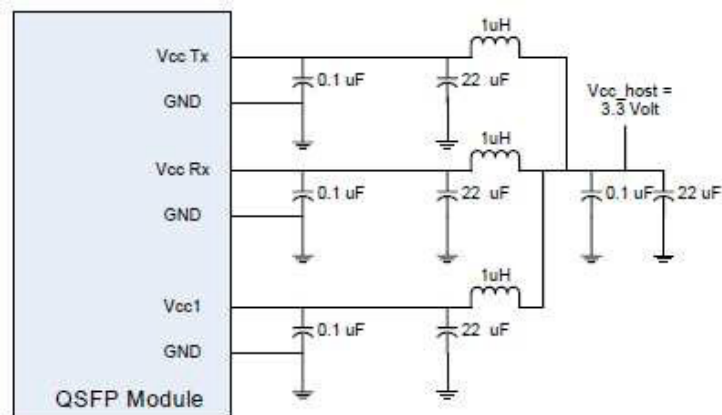 1uH
Vcc Tx
0.1 uF
22 uF
GND
Vcc_host =
3.3 Volt
1uH
Vcc Rx
0.1 uF
22 uF
0.1 uF
22 uF
GND
1uH
Vcc1
0.1 uF
22 uF
GND
QSFP Module